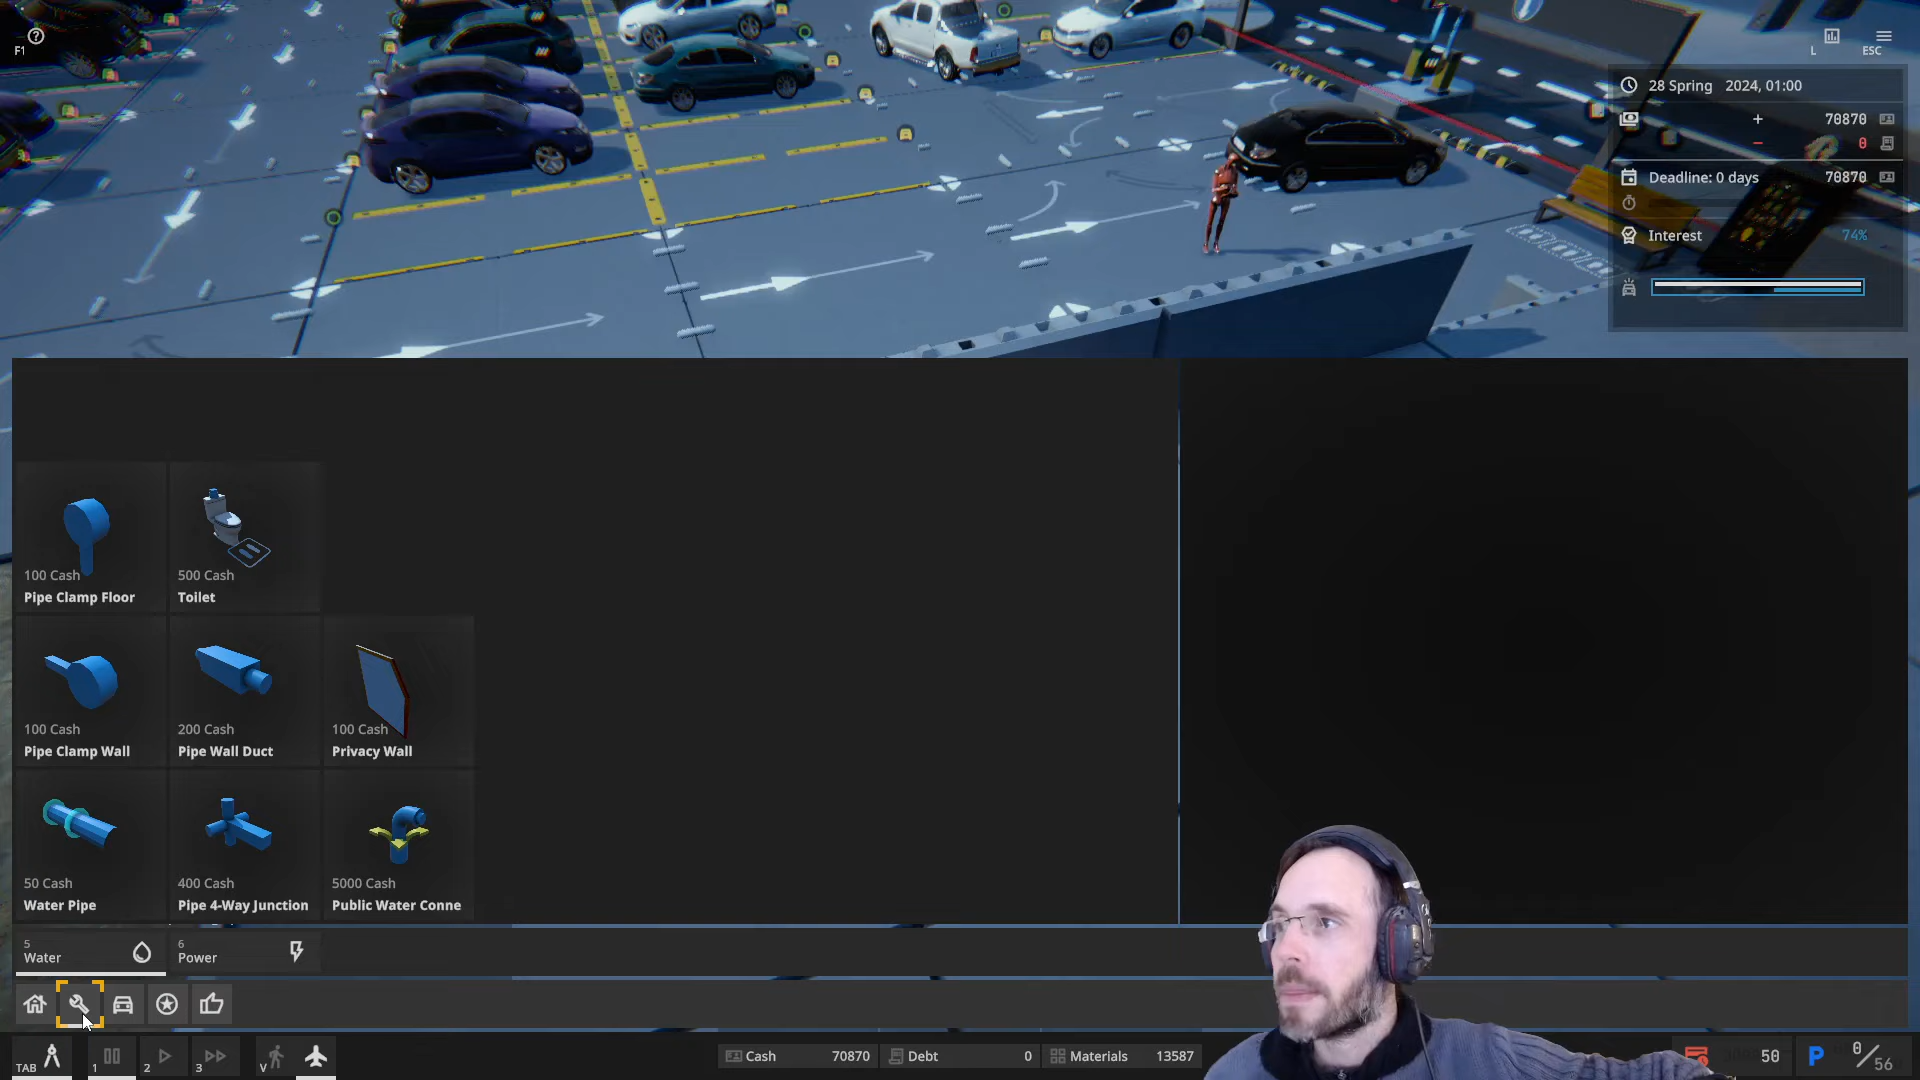 F1
L
ESC
28 Spring 2024, 01:00
+ 70870
- 0
Deadline: 0 days 70870
Interest 74%
100 Cash
Pipe Clamp Floor
500 Cash
Toilet
100 Cash
Pipe Clamp Wall
200 Cash
Pipe Wall Duct
100 Cash
Privacy Wall
50 Cash
Water Pipe
400 Cash
Pipe 4-Way Junction
5000 Cash
Public Water Conne
5
Water
6
Power
TAB
1
2
3
V
Cash 70870
Debt 0
Materials 13587
50
P 0/56